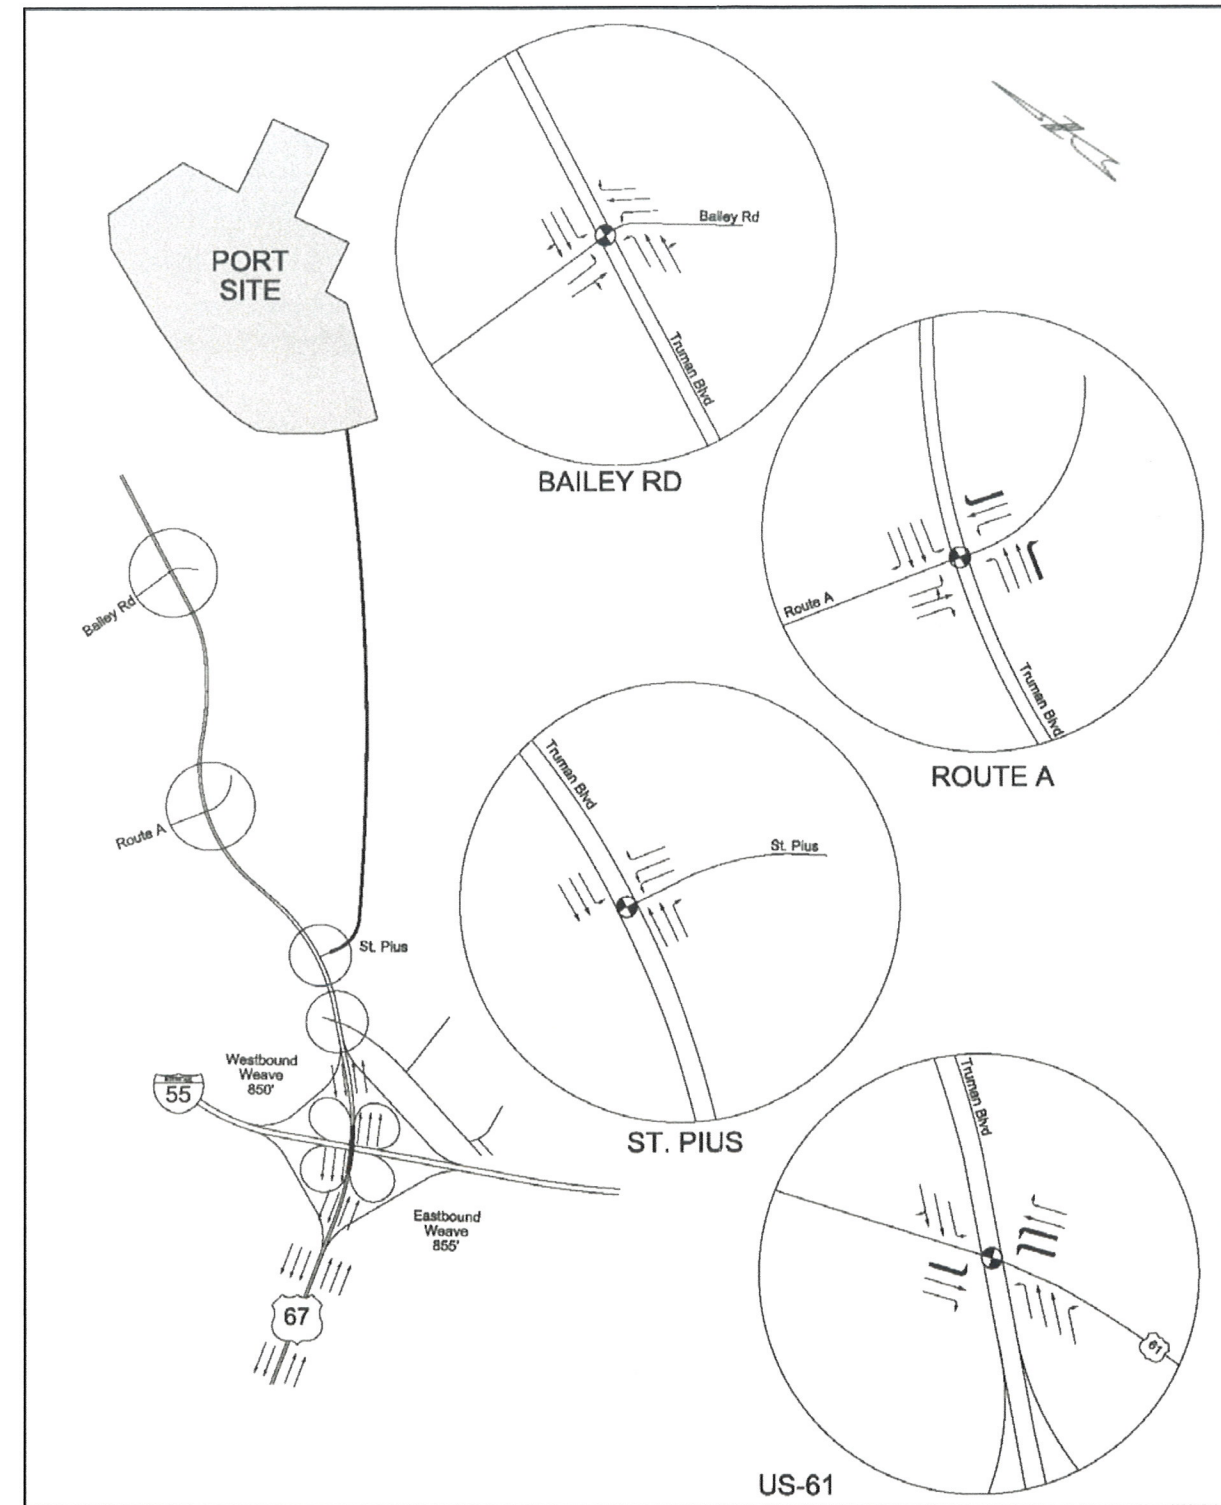 Bailey Rd
Truman Blvd
BAILEY RD
PORT
SITE
Route A
Truman Blvd
ROUTE A
Bailey Rd
Route A
Truman Blvd
St. Pius
ST. PIUS
St. Pius
Westbound
Weave
850'
55
Eastbound
Weave
855'
67
Truman Blvd
61
US-61